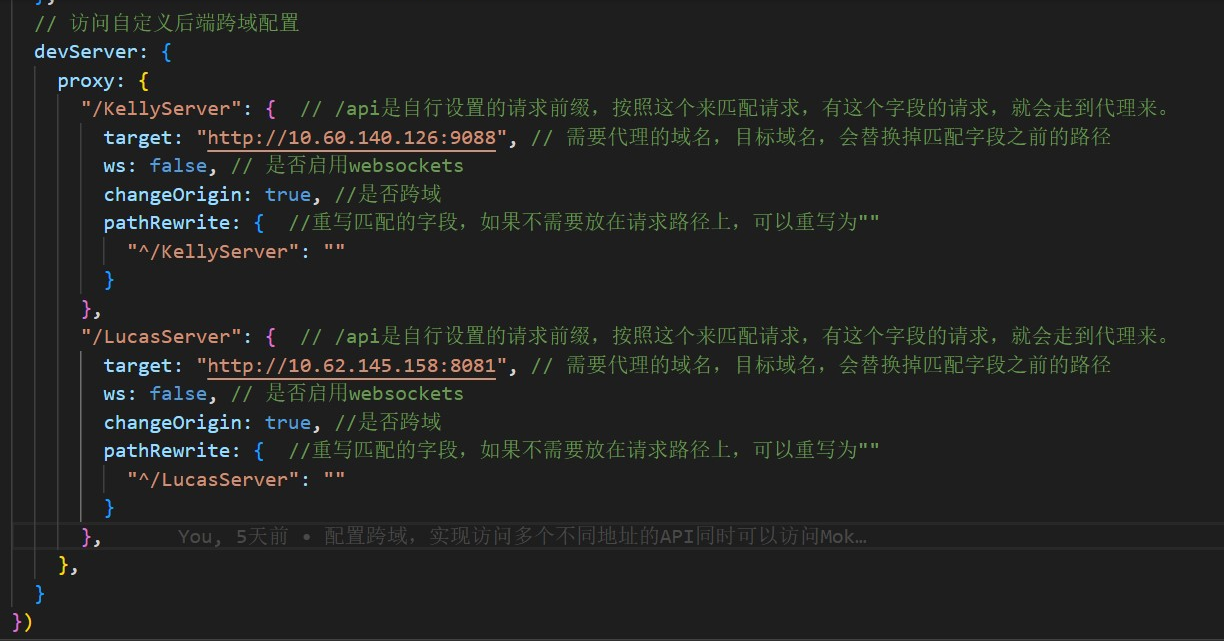 },
// 访问自定义后端跨域配置
devServer: {
proxy: {
"/KellyServer": { // /api是自行设置的请求前缀，按照这个来匹配请求，有这个字段的请求，就会走到代理来。
target: "http://10.60.140.126:9088", // 需要代理的域名，目标域名，会替换掉匹配字段之前的路径
ws: false, // 是否启用websockets
changeOrigin: true, //是否跨域
pathRewrite: { //重写匹配的字段，如果不需要放在请求路径上，可以重写为""
"^/KellyServer": ""
}
},
"/LucasServer": { // /api是自行设置的请求前缀，按照这个来匹配请求，有这个字段的请求，就会走到代理来。
target: "http://10.62.145.158:8081", // 需要代理的域名，目标域名，会替换掉匹配字段之前的路径
ws: false, // 是否启用websockets
changeOrigin: true, //是否跨域
pathRewrite: { //重写匹配的字段，如果不需要放在请求路径上，可以重写为""
"^/LucasServer": ""
}
}, You, 5天前 • 配置跨域，实现访问多个不同地址的API同时可以访问Mok…
},
}
})